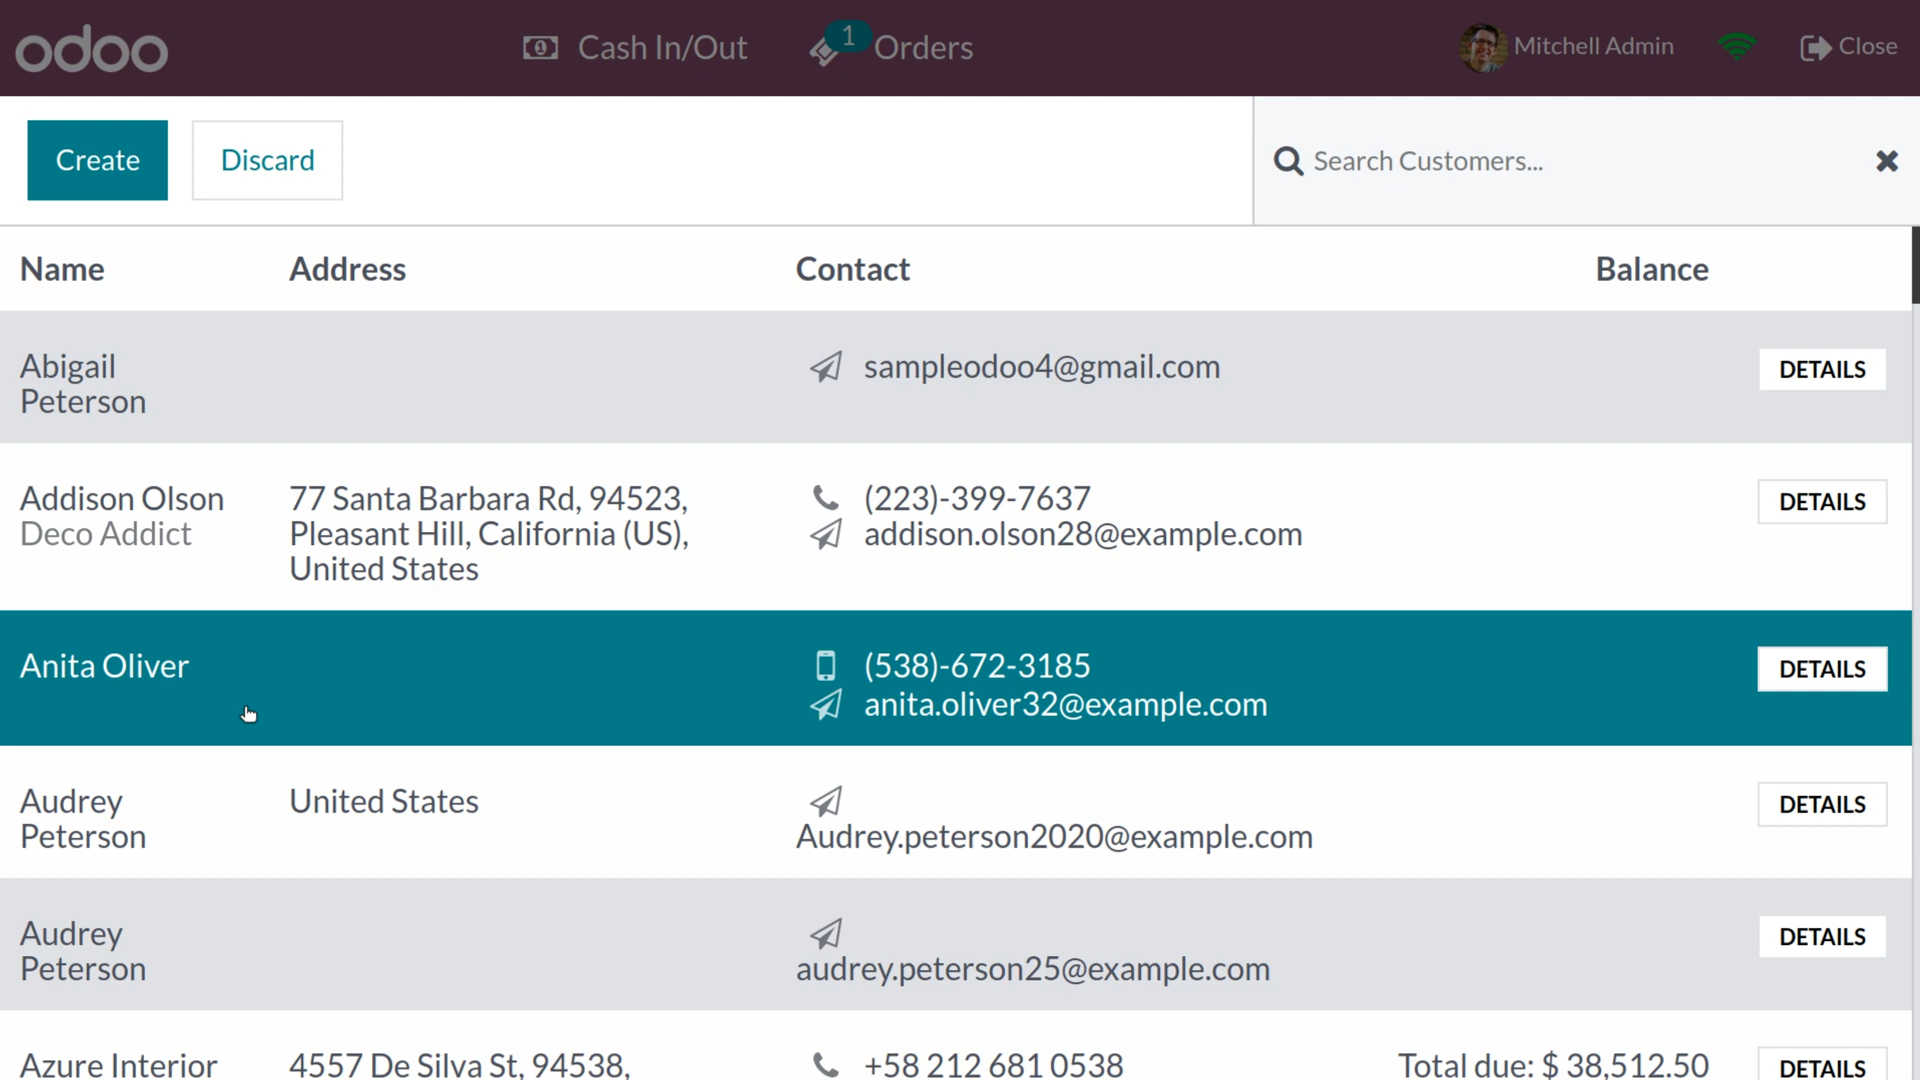 odoo
Cash In/Out
1
Orders
Mitchell Admin
Close
Create
Discard
Search Customers...
Name
Address
Contact
Balance
Abigail
Peterson
sampleodoo4@gmail.com
DETAILS
Addison Olson
Deco Addict
77 Santa Barbara Rd, 94523,
Pleasant Hill, California (US),
United States
(223)-399-7637
addison.olson28@example.com
DETAILS
Anita Oliver
(538)-672-3185
anita.oliver32@example.com
DETAILS
Audrey
Peterson
United States
Audrey.peterson2020@example.com
DETAILS
Audrey
Peterson
audrey.peterson25@example.com
DETAILS
Azure Interior
4557 De Silva St, 94538,
+58 212 681 0538
Total due: $ 38,512.50
DETAILS